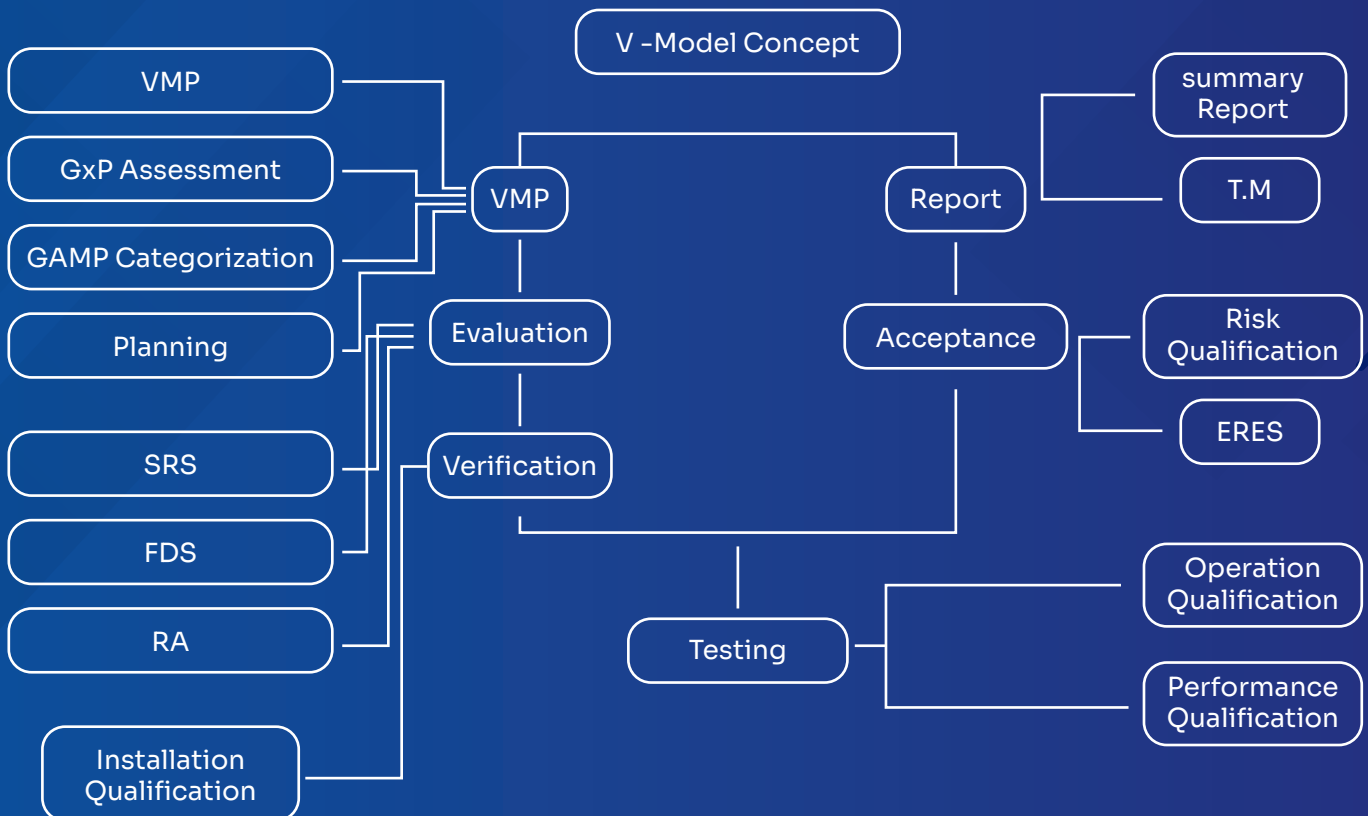 V -Model Concept
VMP
GxP Assessment
GAMP Categorization
Planning
SRS
FDS
RA
Installation
Qualification
VMP
Evaluation
Verification
Testing
Report
Acceptance
summary
Report
T.M
Risk
Qualification
ERES
Operation
Qualification
Performance
Qualification